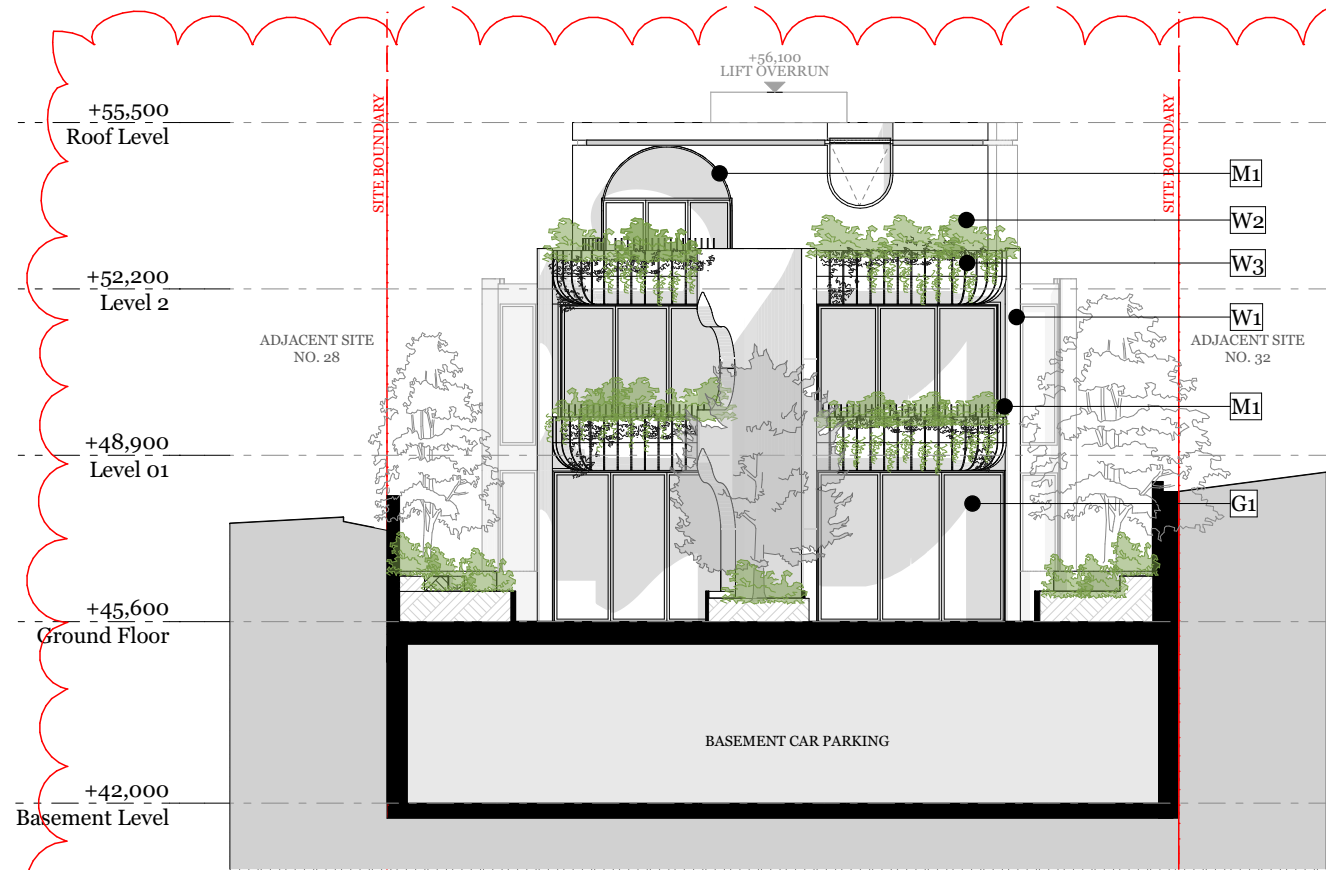 +56,100
LIFT OVERRUN
+55,500
Roof Level
SITE BOUNDARY
SITE BOUNDARY
M1
W2
W3
+52,200
Level 2
W1
ADJACENT SITE
NO. 28
ADJACENT SITE
NO. 32
M1
+48,900
Level 01
G1
+45,600
Ground Floor
BASEMENT CAR PARKING
+42,000
Basement Level